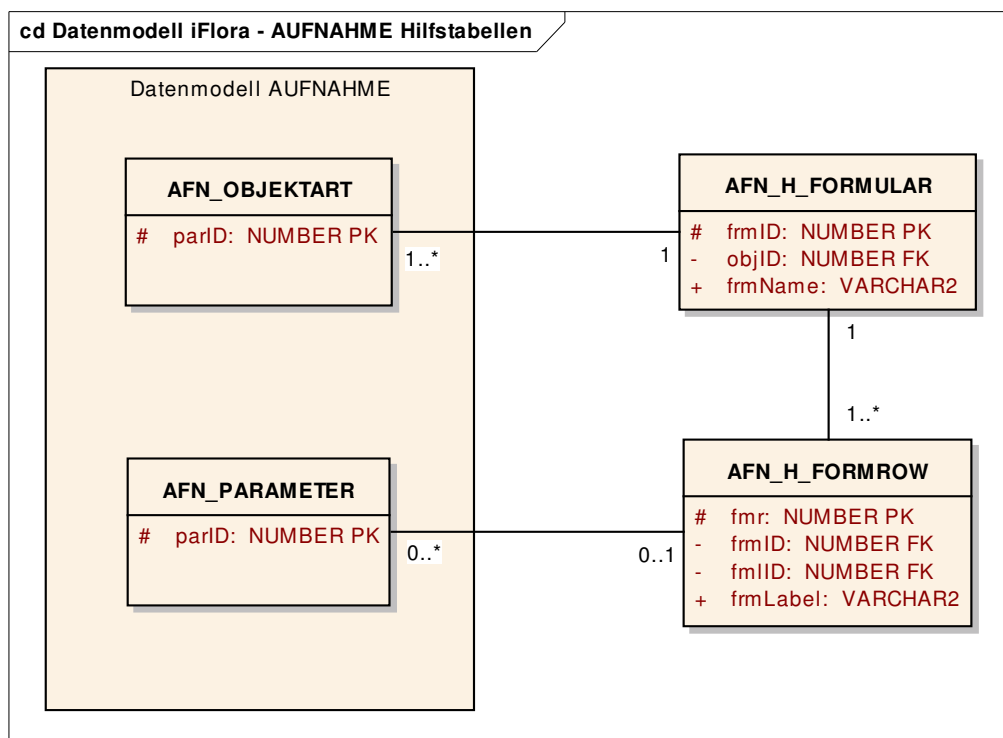 cd Datenmodell iFlora - AUFNAHME Hilfstabellen
Datenmodell AUFNAHME
AFN_OBJEKTART
# parID: NUMBER PK
1..*
1
AFN_H_FORMULAR
# frmID: NUMBER PK
- objID: NUMBER FK
+ frmName: VARCHAR2
1
1..*
AFN_PARAMETER
# parID: NUMBER PK
0..*
0..1
AFN_H_FORMROW
# fmr: NUMBER PK
- frmID: NUMBER FK
- fmlID: NUMBER FK
+ frmLabel: VARCHAR2